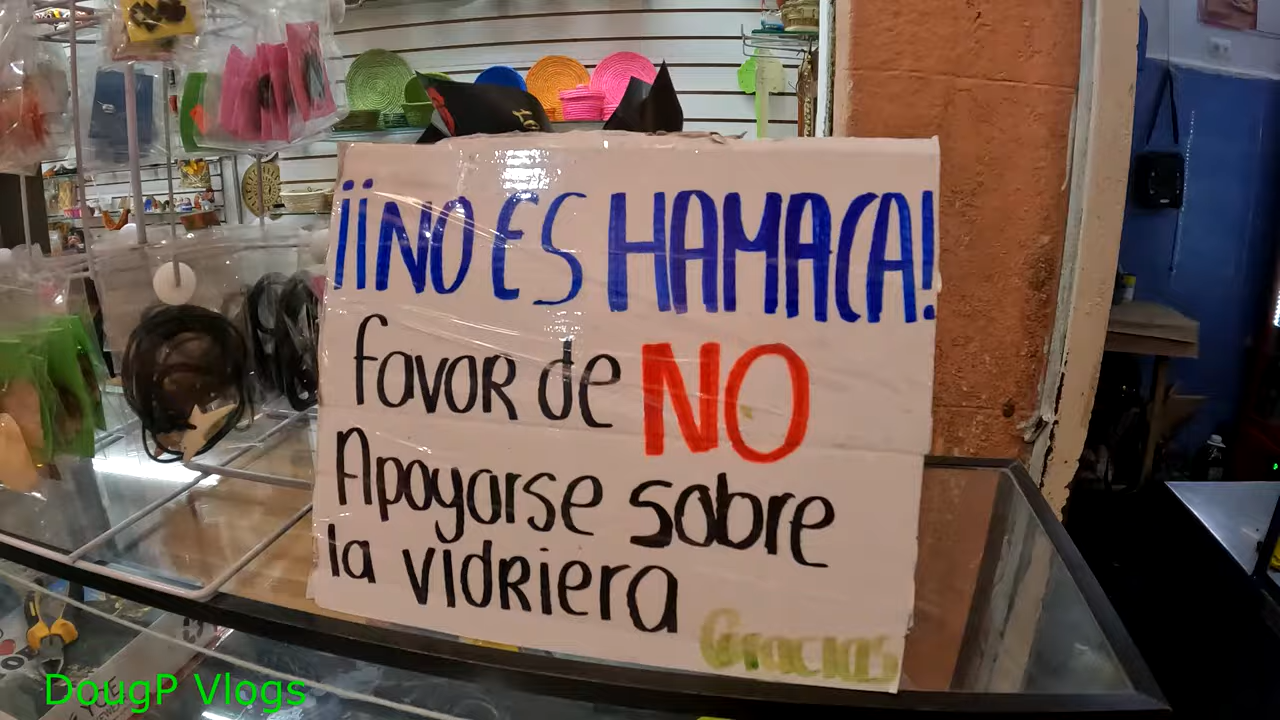 ¡¡NO ES HAMACA!
favor de NO
Apoyarse sobre
la vidriera
Gracias
DougP Vlogs